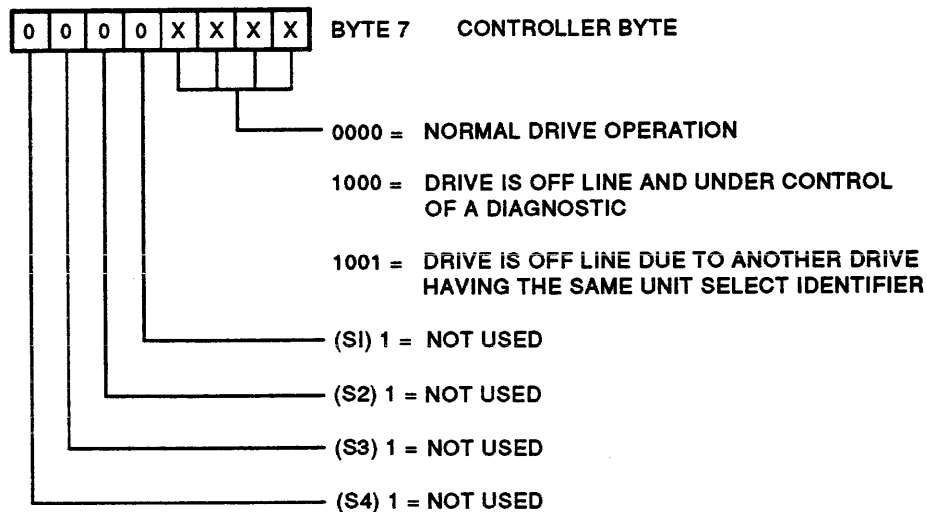 0 0 0 0 X X X X BYTE 7 CONTROLLER BYTE
0000 = NORMAL DRIVE OPERATION
1000 = DRIVE IS OFF LINE AND UNDER CONTROL
OF A DIAGNOSTIC
1001 = DRIVE IS OFF LINE DUE TO ANOTHER DRIVE
HAVING THE SAME UNIT SELECT IDENTIFIER
(SI) 1 = NOT USED
(S2) 1 = NOT USED
(S3) 1 = NOT USED
(S4) 1 = NOT USED